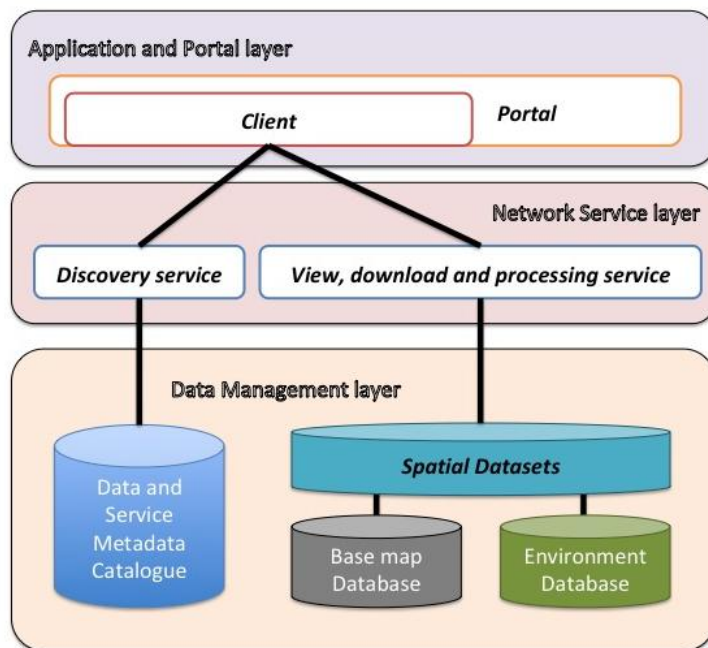 Application and Portal layer
Client
Portal
Network Service layer
Discovery service
View, download and processing service
Data Management layer
Spatial Datasets
Data and
Service
Metadata
Catalogue
Base map
Database
Environment
Database